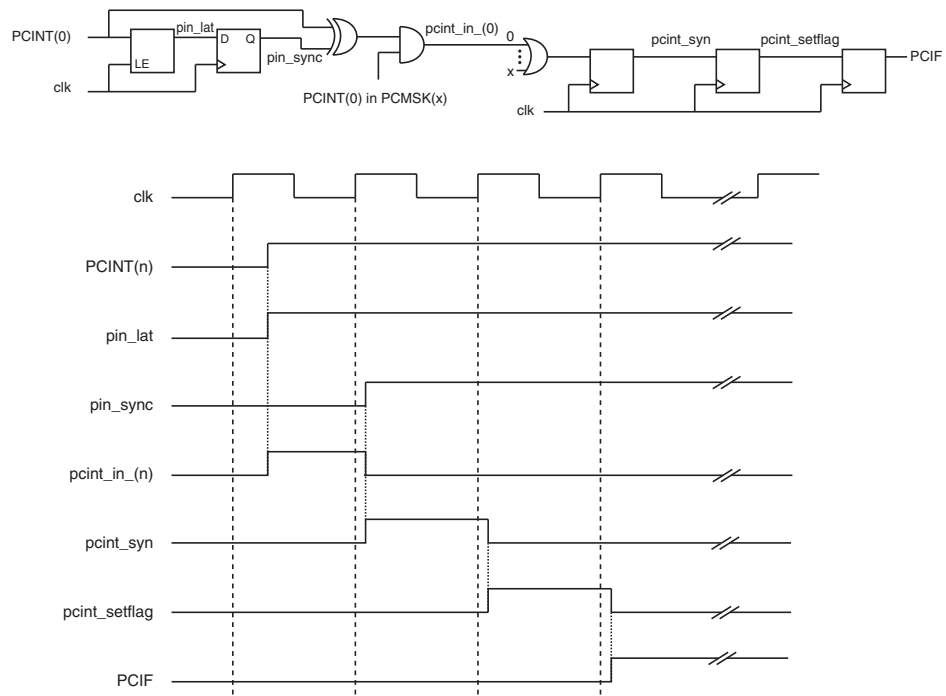 PCINT(0)
pin_lat
D Q
LE
pin_sync
clk
pcint_in_(0)
0
x
PCINT(0) in PCMSK(x)
pcint_syn
pcint_setflag
PCIF
clk
clk
PCINT(n)
pin_lat
pin_sync
pcint_in_(n)
pcint_syn
pcint_setflag
PCIF